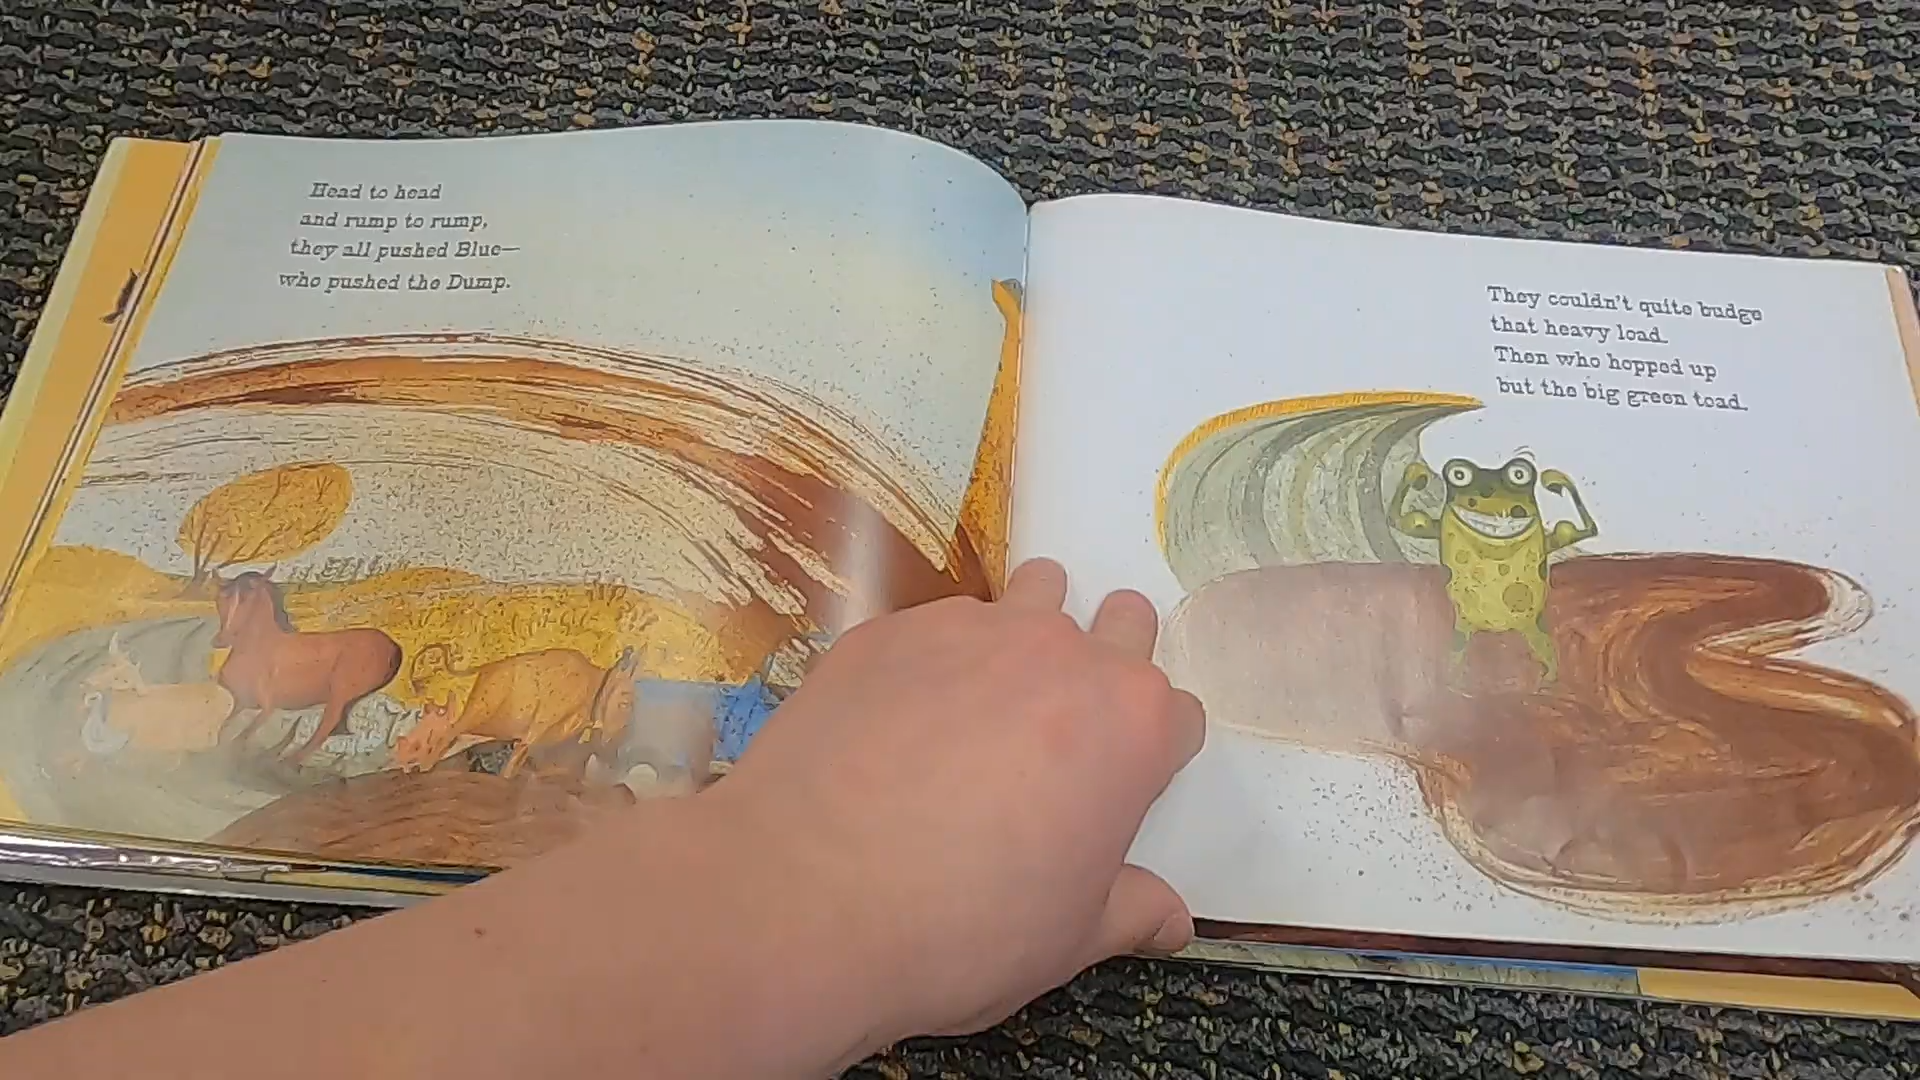 Head to head
and rump to rump,
they all pushed Blue—
who pushed the Dump.
They couldn't quite budge
that heavy load.
Then who hopped up
but the big green toad.